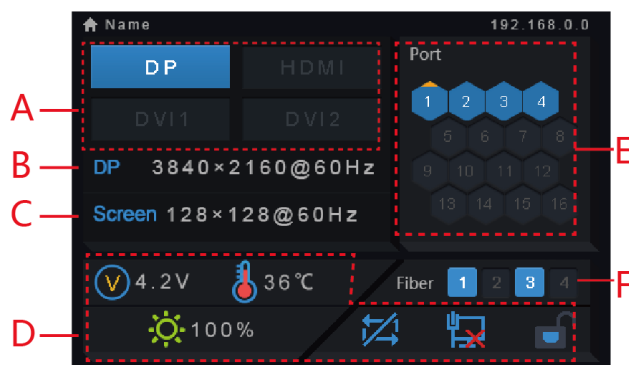 Name 192.168.0.0
DP HDMI
DVI1 DVI2
A
B DP 3840×2160@60Hz
C Screen 128×128@60Hz
Port
1 2 3 4
5 6 7 8
9 10 11 12
13 14 15 16
E
V 4.2V 36℃
Fiber 1 2 3 4
F
D 100%